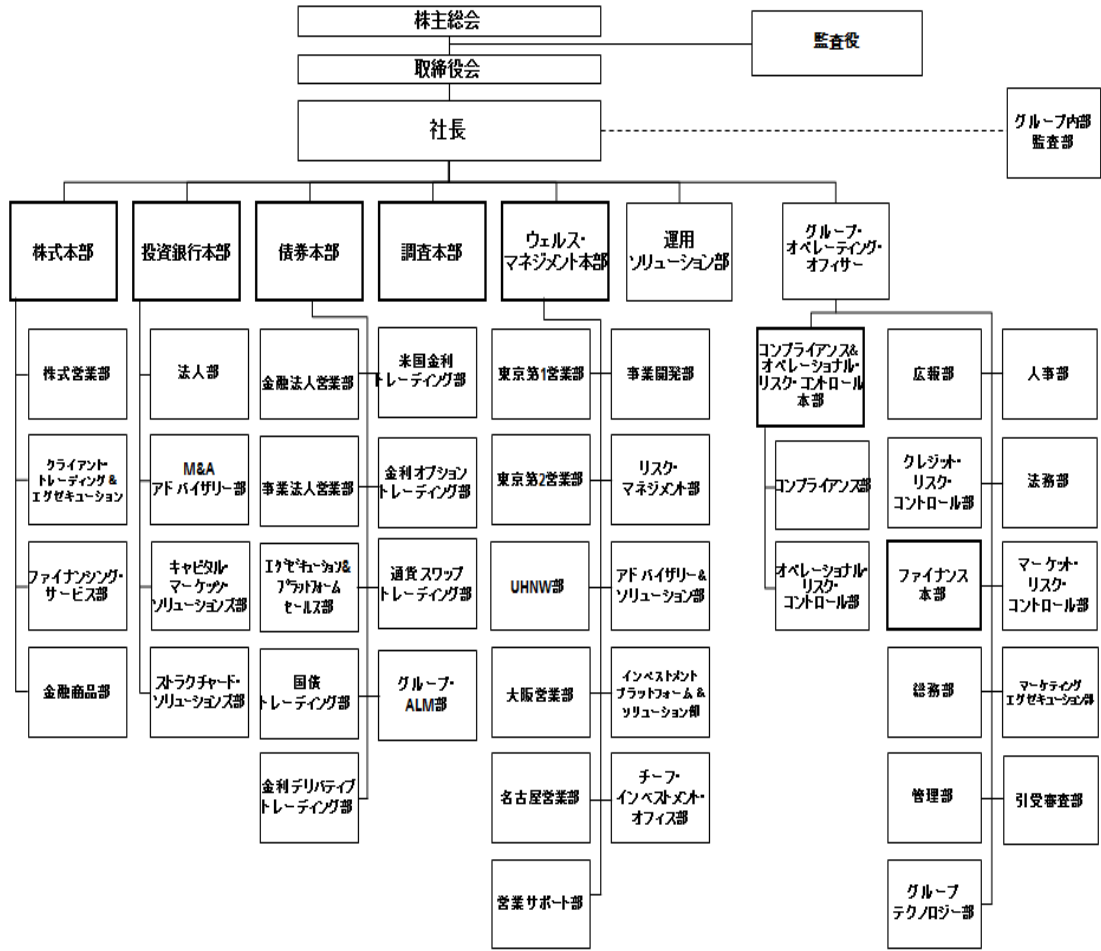 株主総会
監査役
取締役会
社長
グループ内部
監査部
株式本部
投資銀行本部
債券本部
調査本部
ウェルス・
マネジメント本部
運用
ソリューション部
グループ・
オペレーティング・
オフィサー
株式営業部
法人部
金融法人営業部
米国金利
トレーディング部
東京第1営業部
事業開発部
コンプライアンス&
オペレーショナル・
リスク・コントロール
本部
広報部
人事部
クライアント・
トレーディング&
エグゼキューション
M&A
アドバイザリー部
事業法人営業部
金利オプション
トレーディング部
東京第2営業部
リスク・
マネジメント部
コンプライアンス部
クレジット・
リスク・
コントロール部
法務部
ファイナンシング・
サービス部
キャピタル・
マーケッツ・
ソリューションズ部
エグゼキューション&
プラットフォーム
セールス部
通貨スワップ
トレーディング部
UHNW部
アドバイザリー&
ソリューション部
オペレーショナル・
リスク・
コントロール部
ファイナンス
本部
マーケット・
リスク・
コントロール部
金融商品部
ストラクチャード・
ソリューションズ部
国債
トレーディング部
グループ・
ALM部
大阪営業部
インベストメント
プラットフォーム&
ソリューション部
総務部
マーケティング
エグゼキューション部
金利デリバティブ
トレーディング部
名古屋営業部
チーフ・
インベストメント・
オフィス部
管理部
引受審査部
営業サポート部
グループ
テクノロジー部